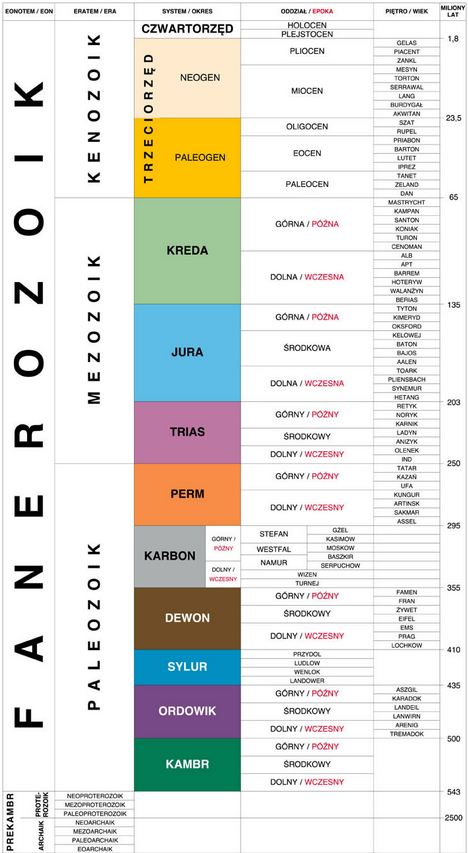 EONOTEM / EON
ERATEM / ERA
SYSTEM / OKRES
ODDZIAŁ / EPOKA
PIĘTRO / WIEK
MILIONY
LAT
FANEROZOIK
KENOZOIK
CZWARTORZĘD
HOLOCEN
PLEJSTOCEN
1,8
TRZECIORZĘD
NEOGEN
PLIOCEN
GELAS
PIACENT
ZANKL
MIOCEN
MESYN
TORTON
SERRAWAL
LANG
BURDYGAŁ
AKWITAN
23,5
PALEOGEN
OLIGOCEN
SZAT
RUPEL
EOCEN
PRIABON
BARTON
LUTET
IPREZ
PALEOCEN
TANET
ZELAND
DAN
65
MEZOZOIK
KREDA
GÓRNA / PÓŹNA
MASTRYCHT
KAMPAN
SANTON
KONIAK
TURON
CENOMAN
DOLNA / WCZESNA
ALB
APT
BARREM
HOTERYW
WALANŻYN
BERIAS
135
JURA
GÓRNA / PÓŹNA
TYTON
KIMERYD
OKSFORD
ŚRODKOWA
KELOWEJ
BATON
BAJOS
AALEN
DOLNA / WCZESNA
TOARK
PLIENSBACH
SYNEMUR
HETANG
203
TRIAS
GÓRNY / PÓŹNY
RETYK
NORYK
KARNIK
ŚRODKOWY
LADYN
ANIZYK
DOLNY / WCZESNY
OLENEK
IND
250
PALEOZOIK
PERM
GÓRNY / PÓŹNY
TATAR
KAZAŃ
UFA
DOLNY / WCZESNY
KUNGUR
ARTINSK
SAKMAR
ASSEL
295
KARBON
GÓRNY /
PÓŹNY
STEFAN
GŻEL
KASIMOW
WESTFAL
MOSKOW
BASZKIR
NAMUR
SERPUCHOW
DOLNY /
WCZESNY
WIZEN
TURNEJ
355
DEWON
GÓRNY / PÓŹNY
FAMEN
FRAN
ŚRODKOWY
ŻYWET
EIFEL
DOLNY / WCZESNY
EMS
PRAG
LOCHKÓW
410
SYLUR
PRZYDOL
LUDLOW
WENLOK
LANDOWER
435
ORDOWIK
GÓRNY / PÓŹNY
ASZGIL
KARADOK
ŚRODKOWY
LANDEIL
LANWIRN
DOLNY / WCZESNY
ARENIG
TREMADOK
500
KAMBR
GÓRNY / PÓŹNY
ŚRODKOWY
DOLNY / WCZESNY
543
PREKAMBR
PROTE-
ROZOIK
NEOPROTEROZOIK
MEZOPROTEROZOIK
PALEOPROTEROZOIK
2500
ARCHAIK
NEOARCHAIK
MEZOARCHAIK
PALEOARCHAIK
EOARCHAIK